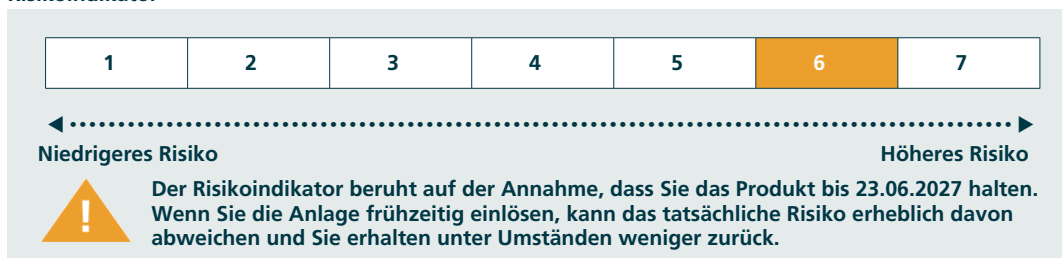 1 2 3 4 5 6 7
Niedrigeres Risiko Höheres Risiko
Der Risikoindikator beruht auf der Annahme, dass Sie das Produkt bis 23.06.2027 halten.
Wenn Sie die Anlage frühzeitig einlösen, kann das tatsächliche Risiko erheblich davon
abweichen und Sie erhalten unter Umständen weniger zurück.